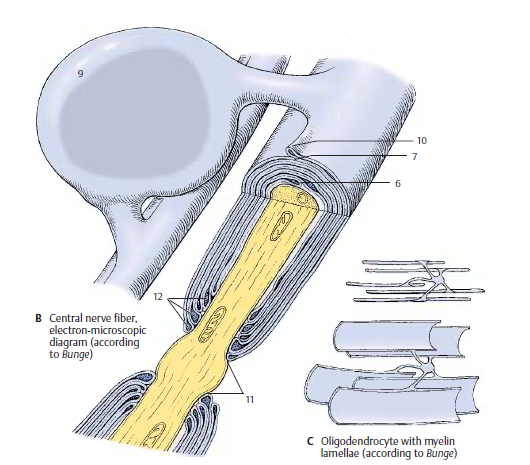 9
10
7
6
12
B Central nerve fiber,
electron-microscopic
diagram (according
to Bunge)
11
C Oligodendrocyte with myelin
lamellae (according to Bunge)